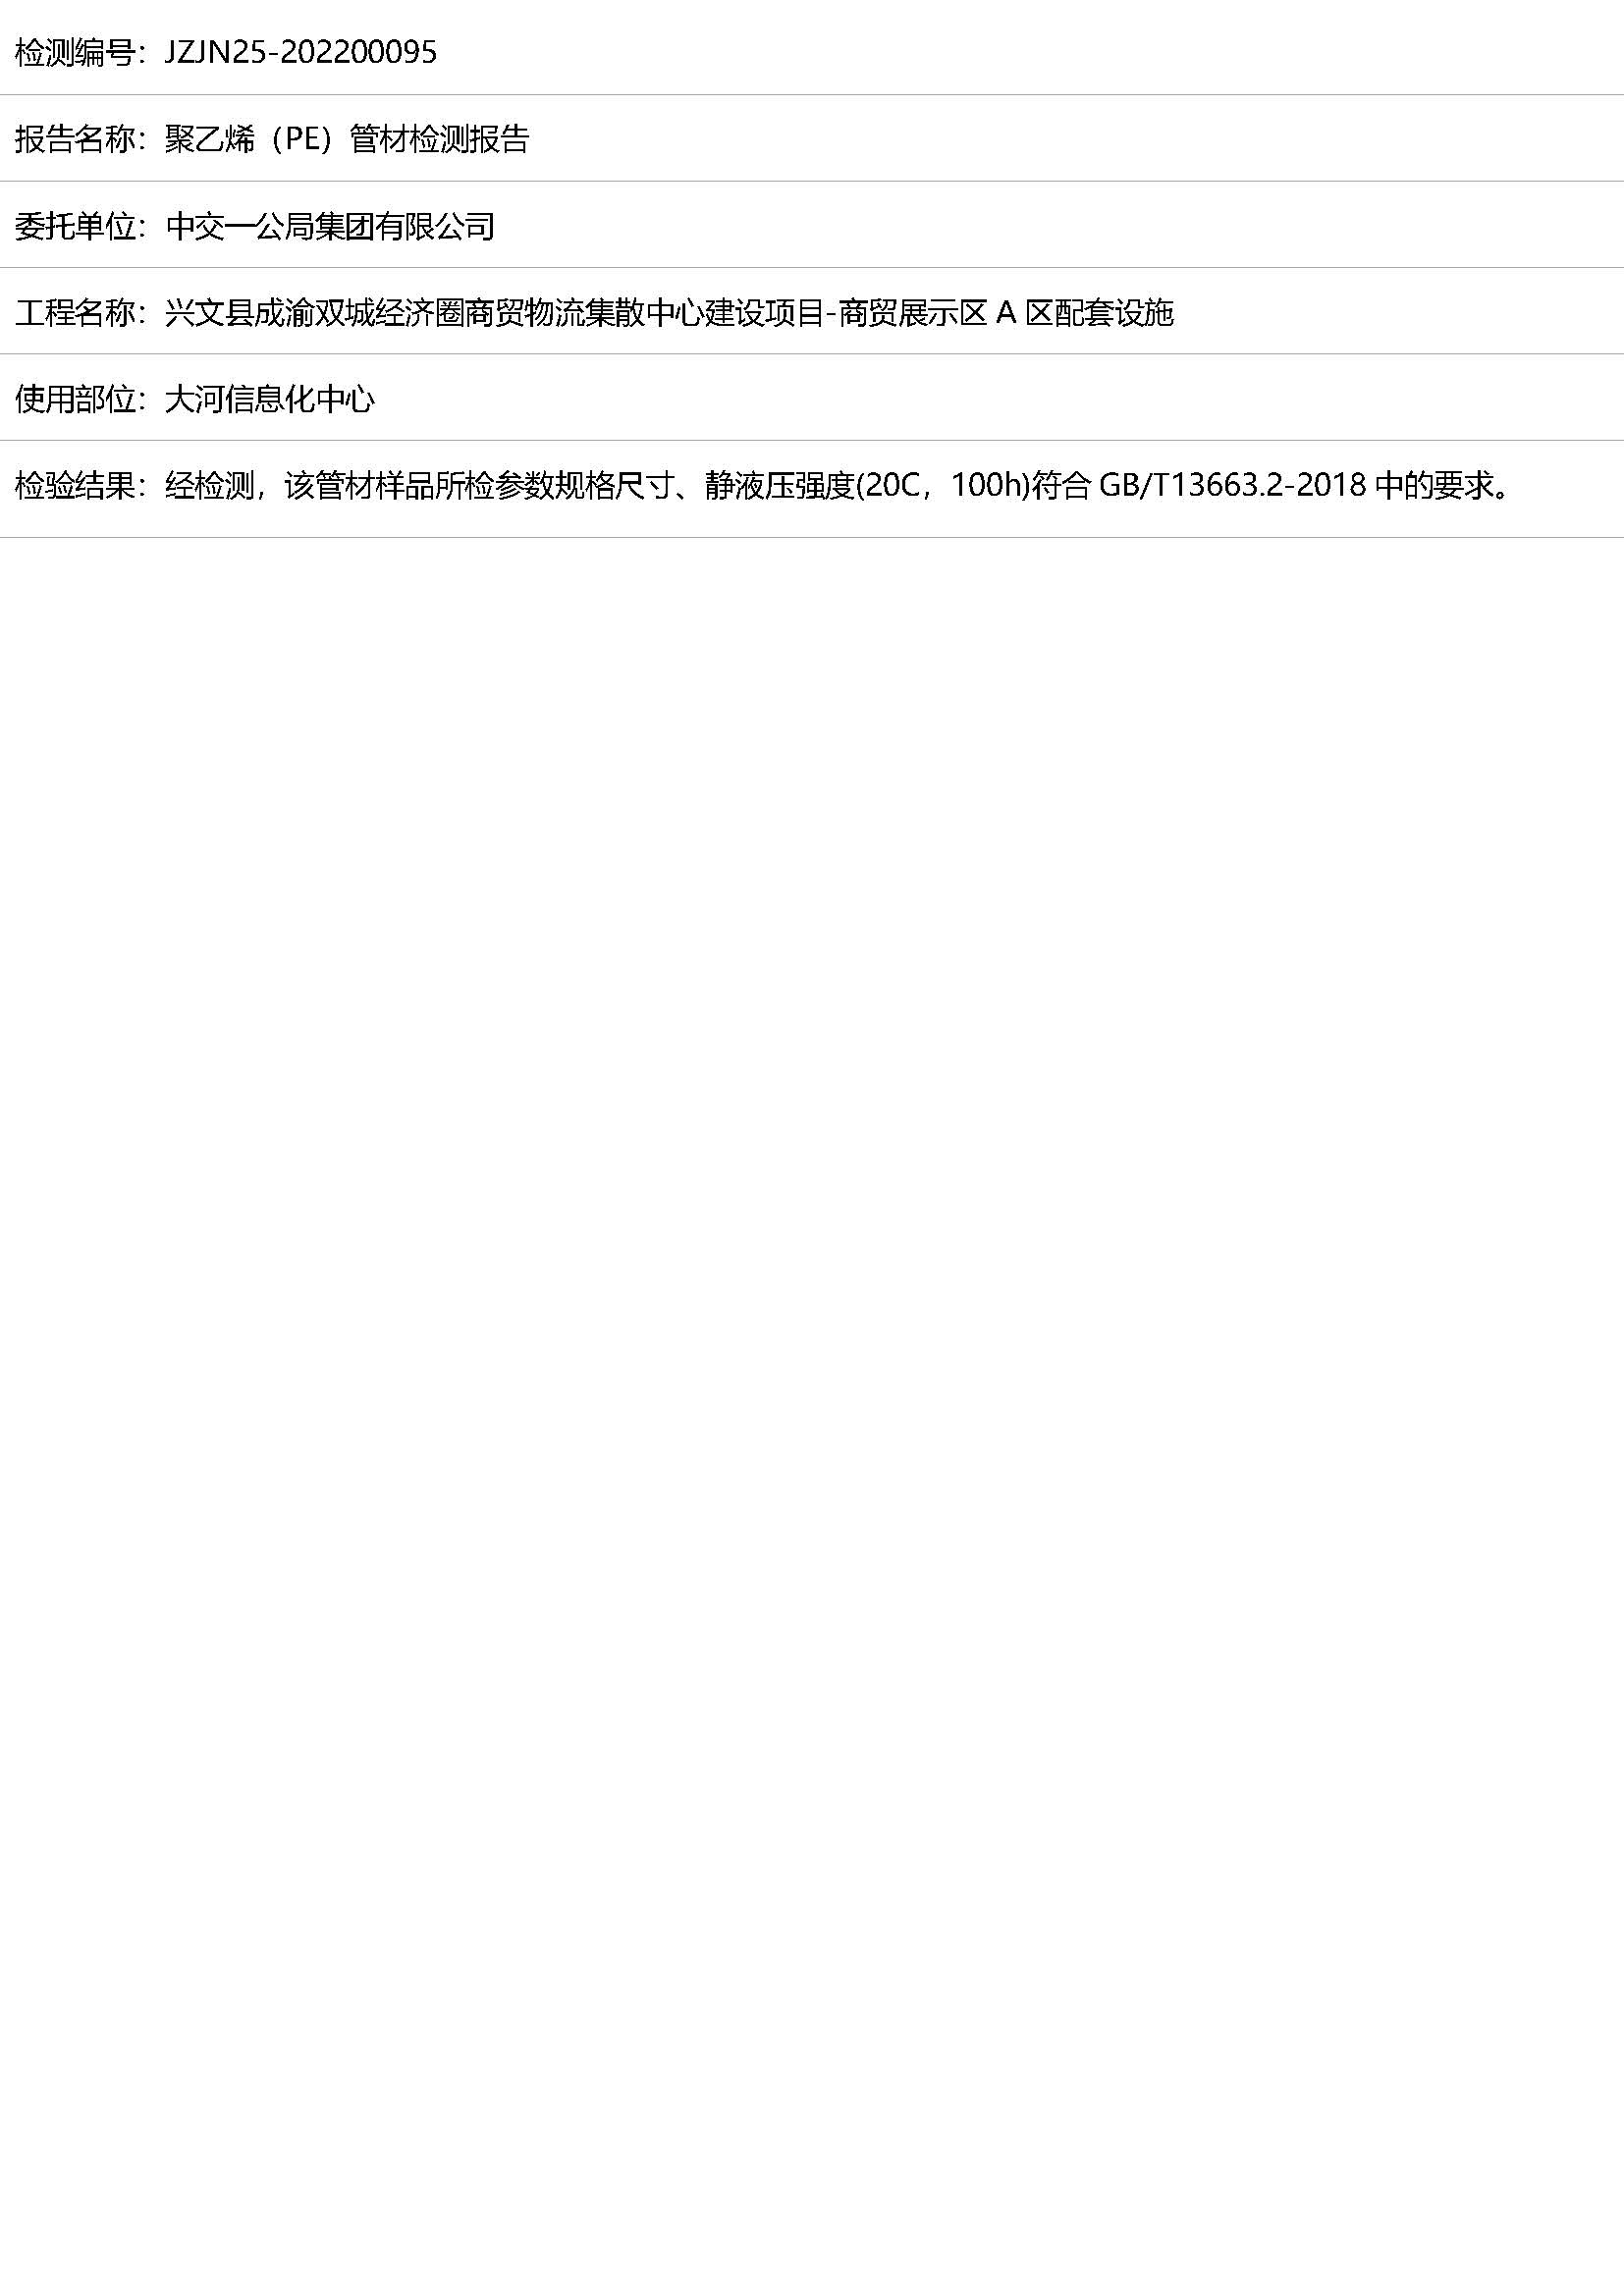 检测编号：JZJN25-202200095
报告名称：聚乙烯（PE）管材检测报告
委托单位：中交一公局集团有限公司
工程名称：兴文县成渝双城经济圈商贸物流集散中心建设项目-商贸展示区 A 区配套设施
使用部位：大河信息化中心
检验结果：经检测，该管材样品所检参数规格尺寸、静液压强度(20C，100h)符合 GB/T13663.2-2018 中的要求。